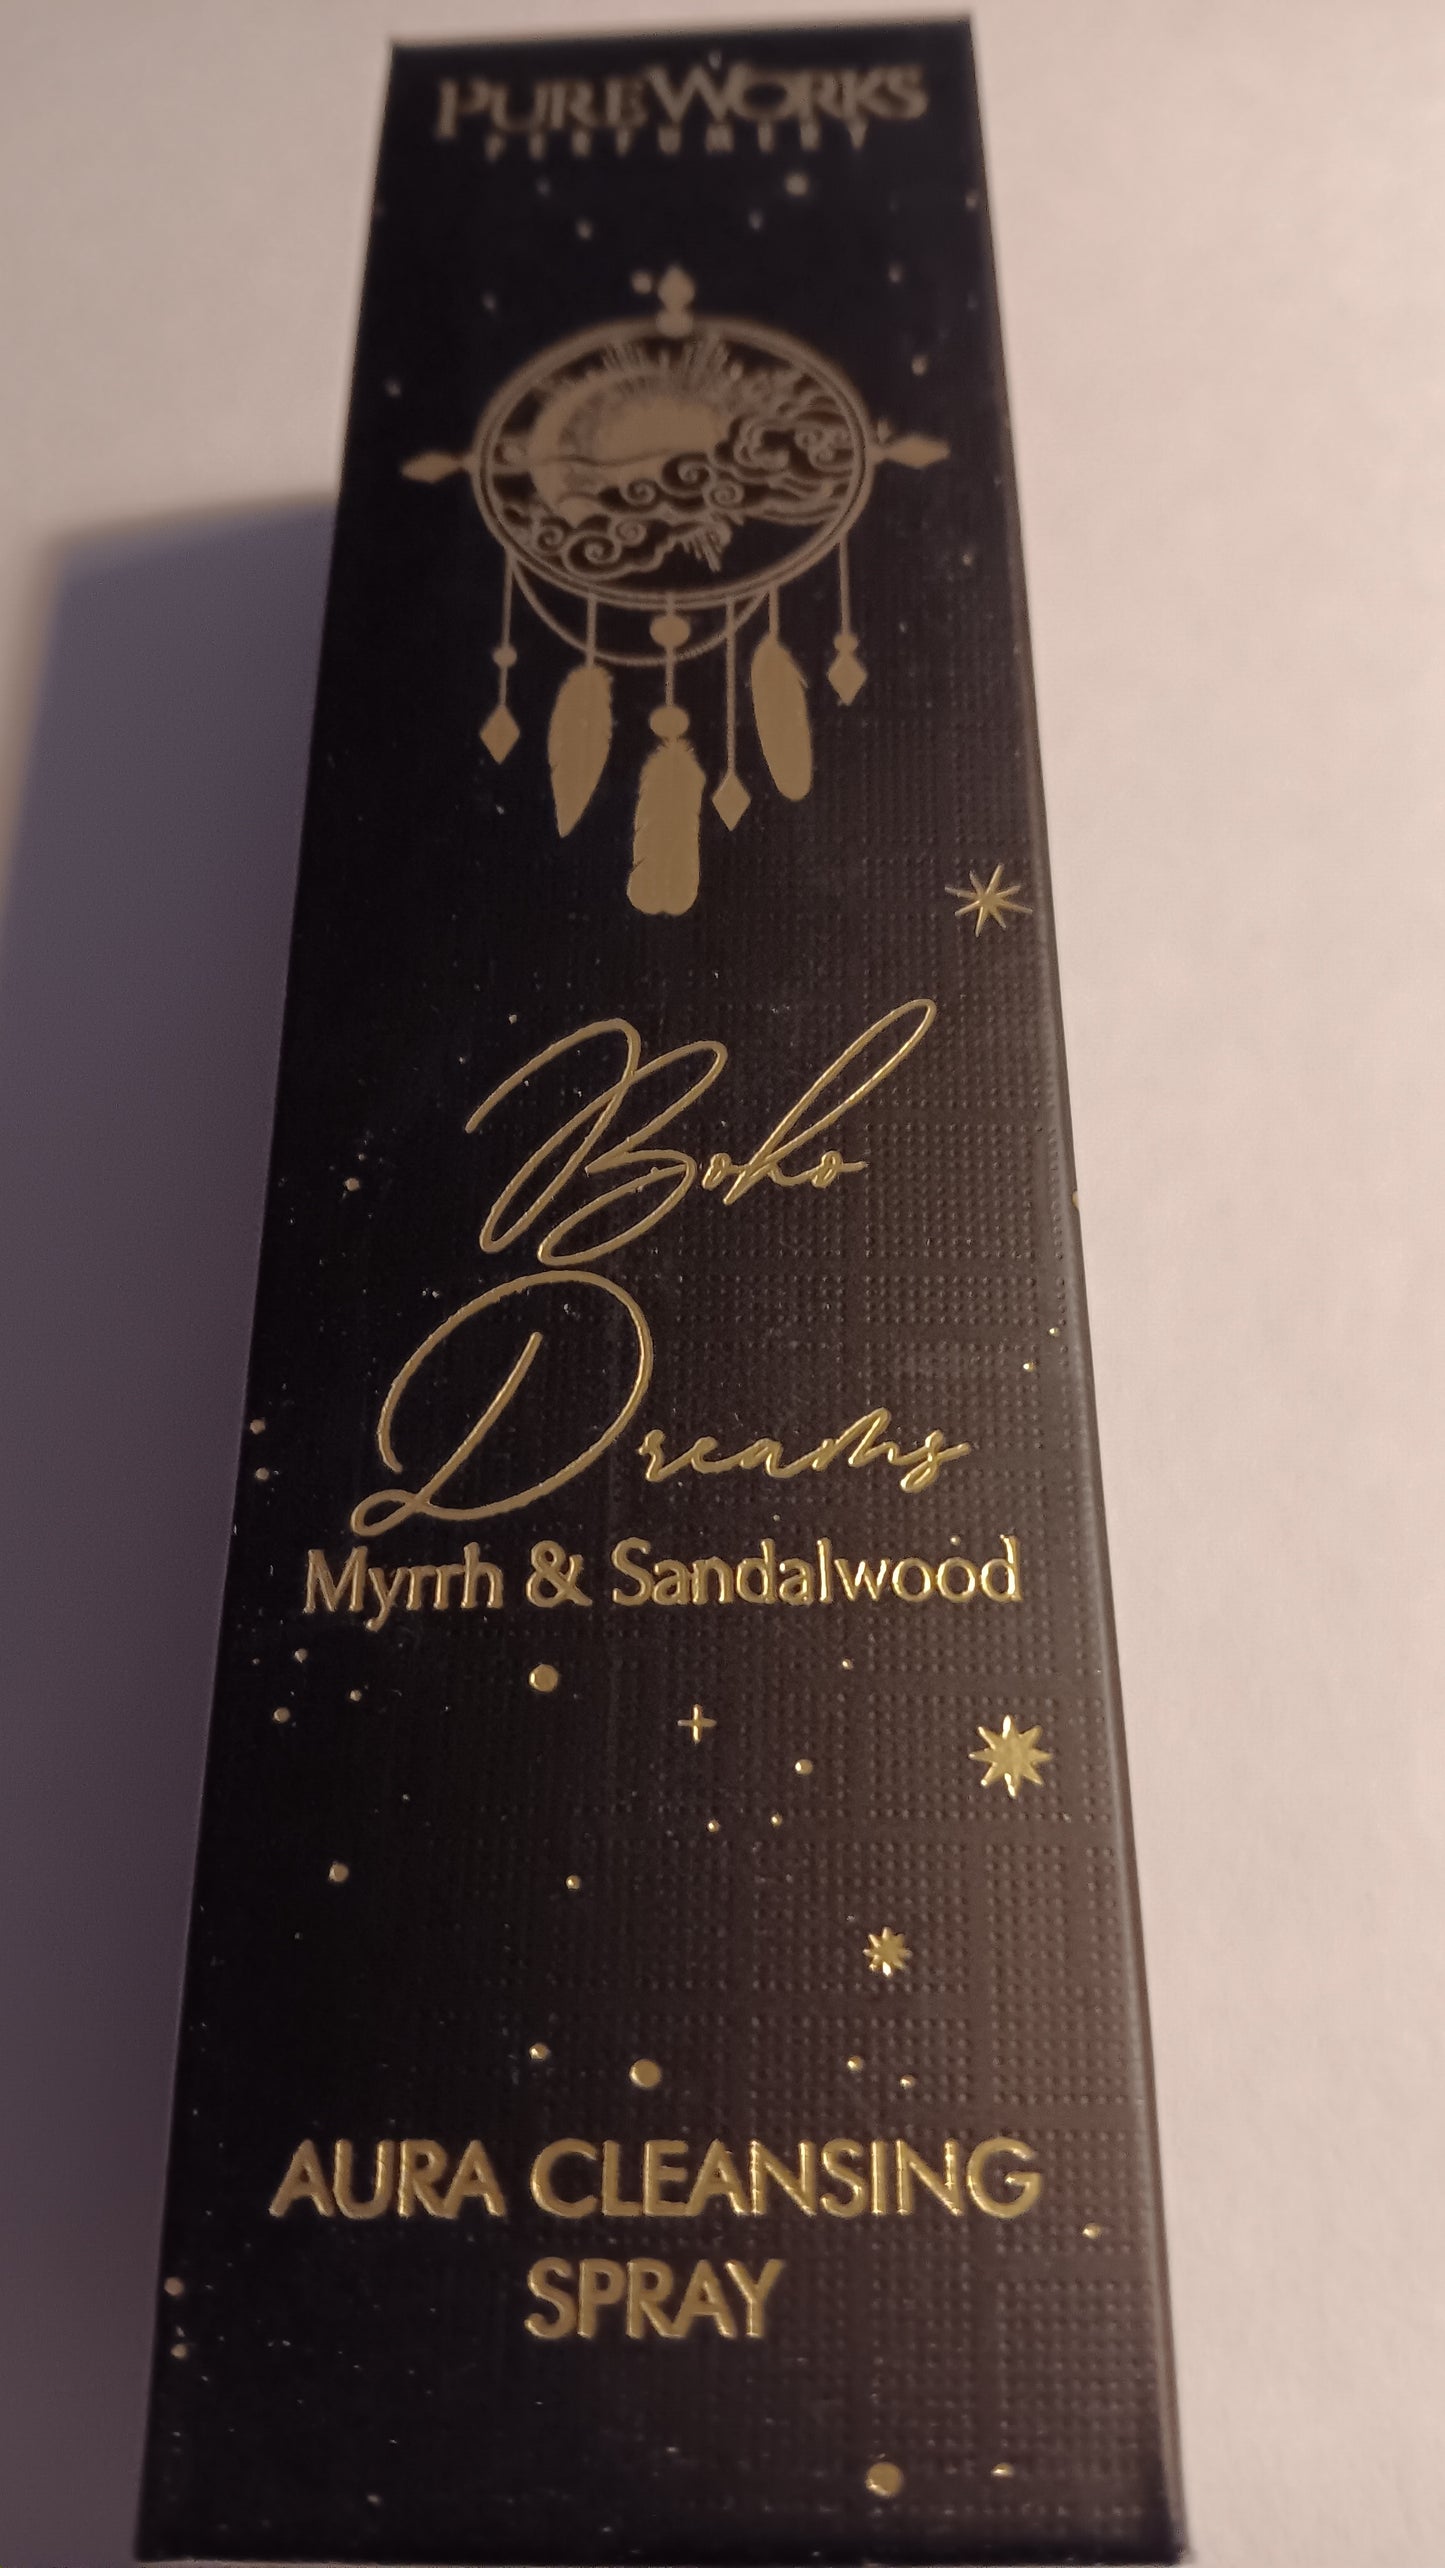 PUREWORKS
PERFUMERY
Boho
Dreams
Myrrh & Sandalwood
AURA CLEANSING
SPRAY